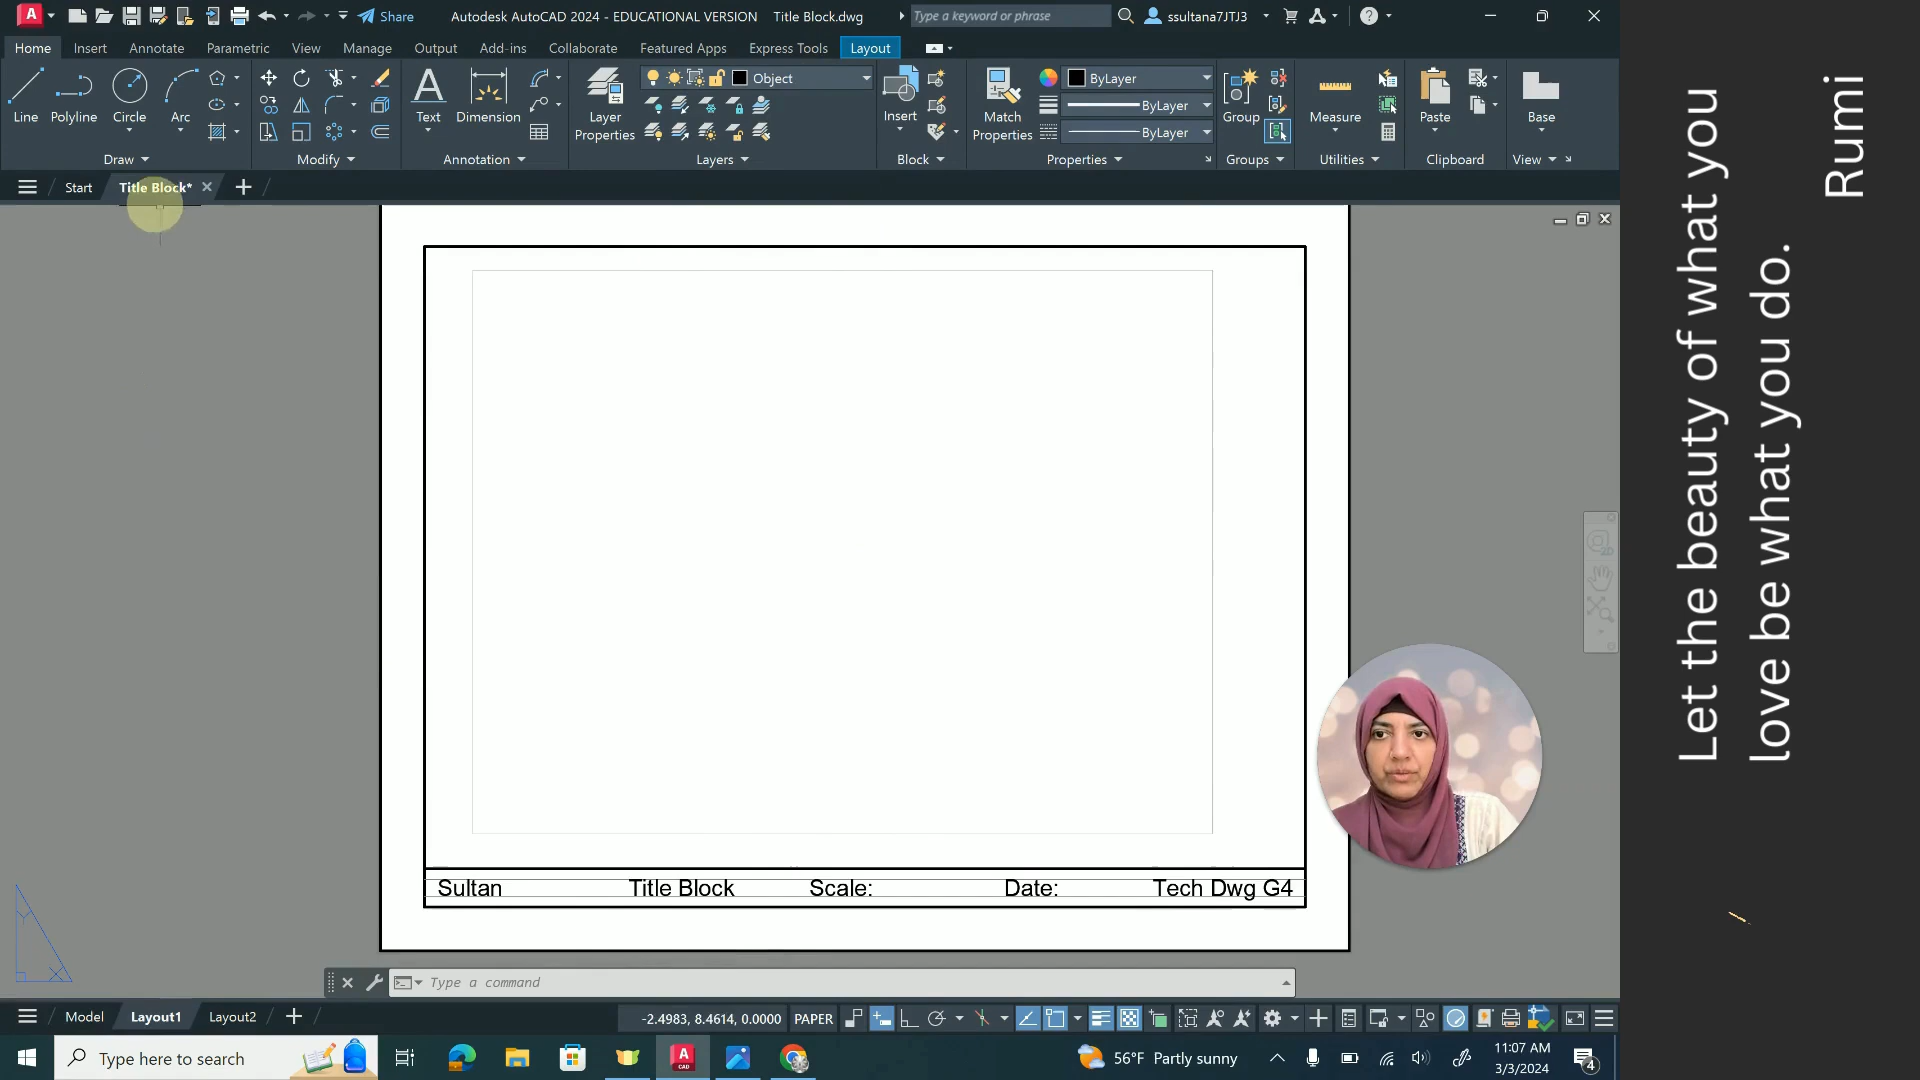 Share
Autodesk AutoCAD 2024 - EDUCATIONAL VERSION Title Block.dwg
Type a keyword or phrase
ssultana7JTJ3
Home Insert Annotate Parametric View Manage Output Add-ins Collaborate Featured Apps Express Tools Layout
Object
ByLayer
ByLayer
ByLayer
Line Polyline Circle Arc
Text Dimension
Layer
Properties
Insert
Match
Properties
Group
Measure
Paste
Base
Draw Modify Annotation Layers Block Properties Groups Utilities Clipboard View
Start Title Block*
Sultan Title Block Scale: Date: Tech Dwg G4
Type a command
Model Layout1 Layout2
-2.4983, 8.4614, 0.0000 PAPER
Type here to search
56°F Partly sunny
11:07 AM
3/3/2024
4
Let the beauty of what you
love be what you do.
Rumi